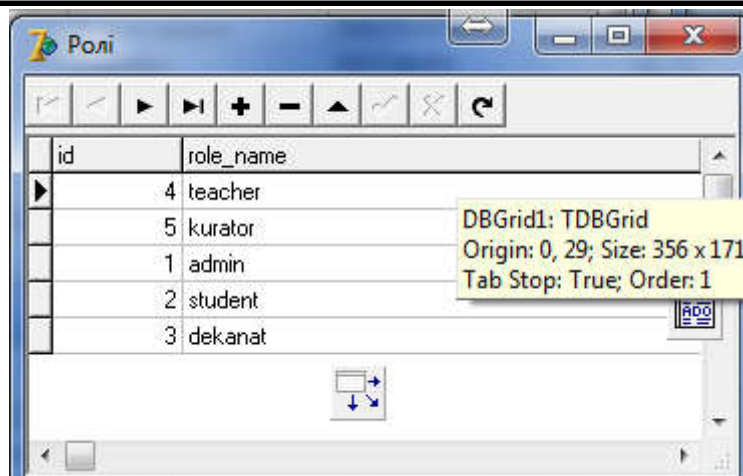 Ролі
id role_name
4 teacher
5 kurator
1 admin
2 student
3 dekanat
DBGrid1: TDBGrid
Origin: 0, 29; Size: 356 x 171
Tab Stop: True; Order: 1
ADO